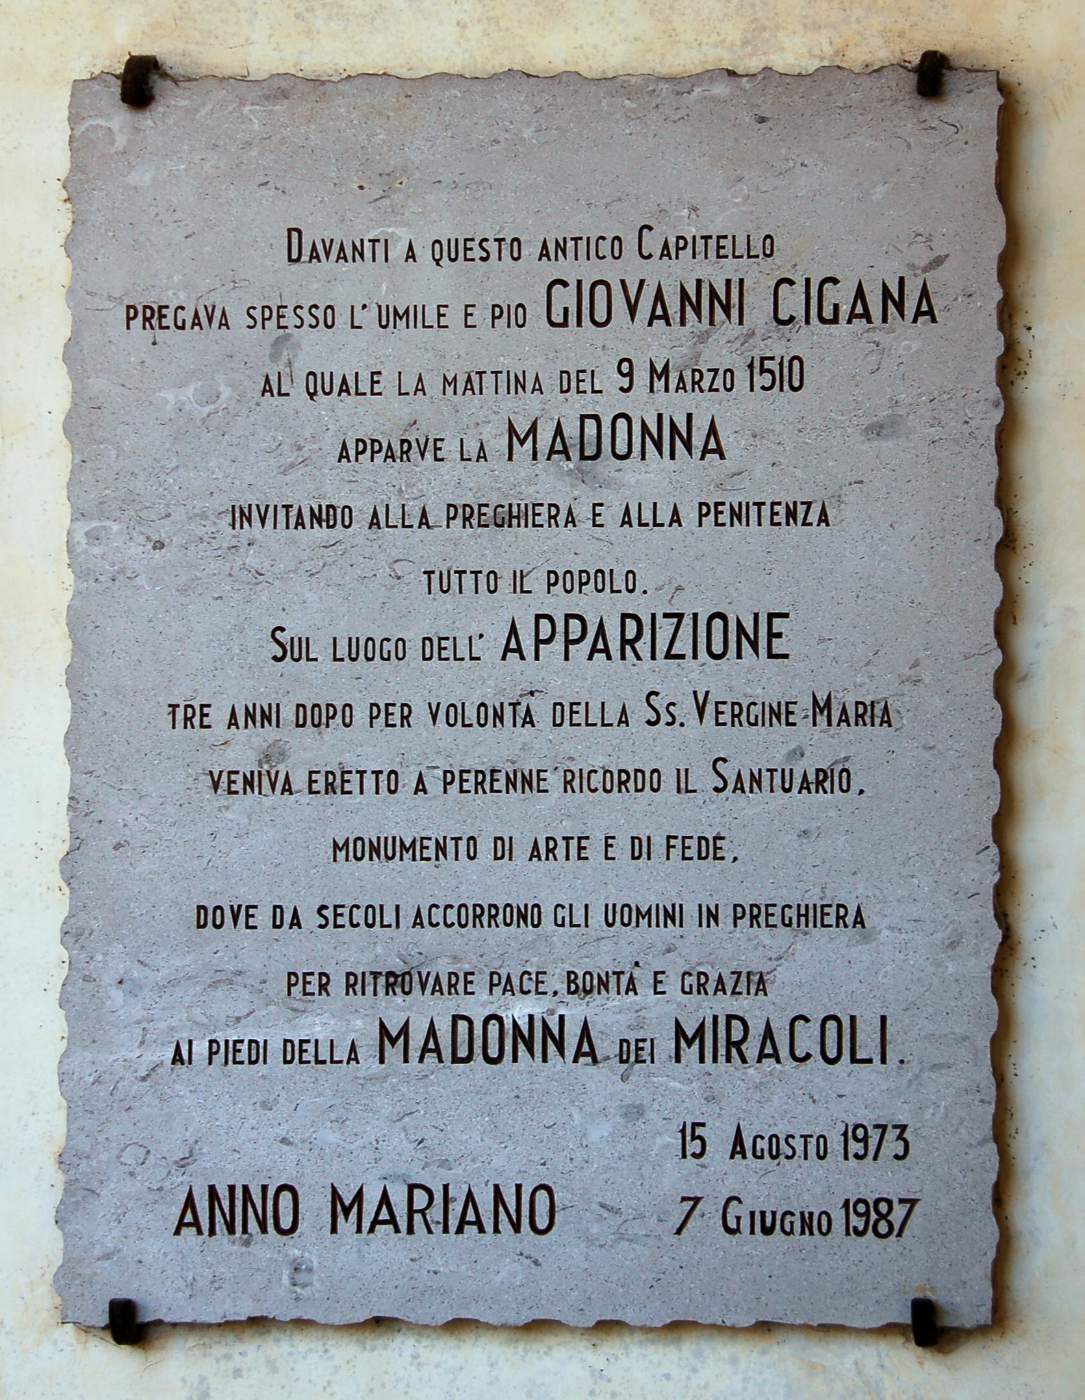 Davanti a questo antico Capitello
pregava spesso l'umile e pio GIOVANNI CIGANA,
al quale la mattina del 9 Marzo 1510
apparve la MADONNA
invitando alla preghiera e alla penitenza
tutto il popolo.
Sul luogo dell'APPARIZIONE
tre anni dopo per volontà della Ss. Vergine Maria
veniva eretto a perenne ricordo il Santuario,
monumento di arte e di fede,
dove da secoli accorrono gli uomini in preghiera
per ritrovare pace, bontà e grazia
ai piedi della MADONNA dei MIRACOLI.
15 Agosto 1973
ANNO MARIANO 7 Giugno 1987